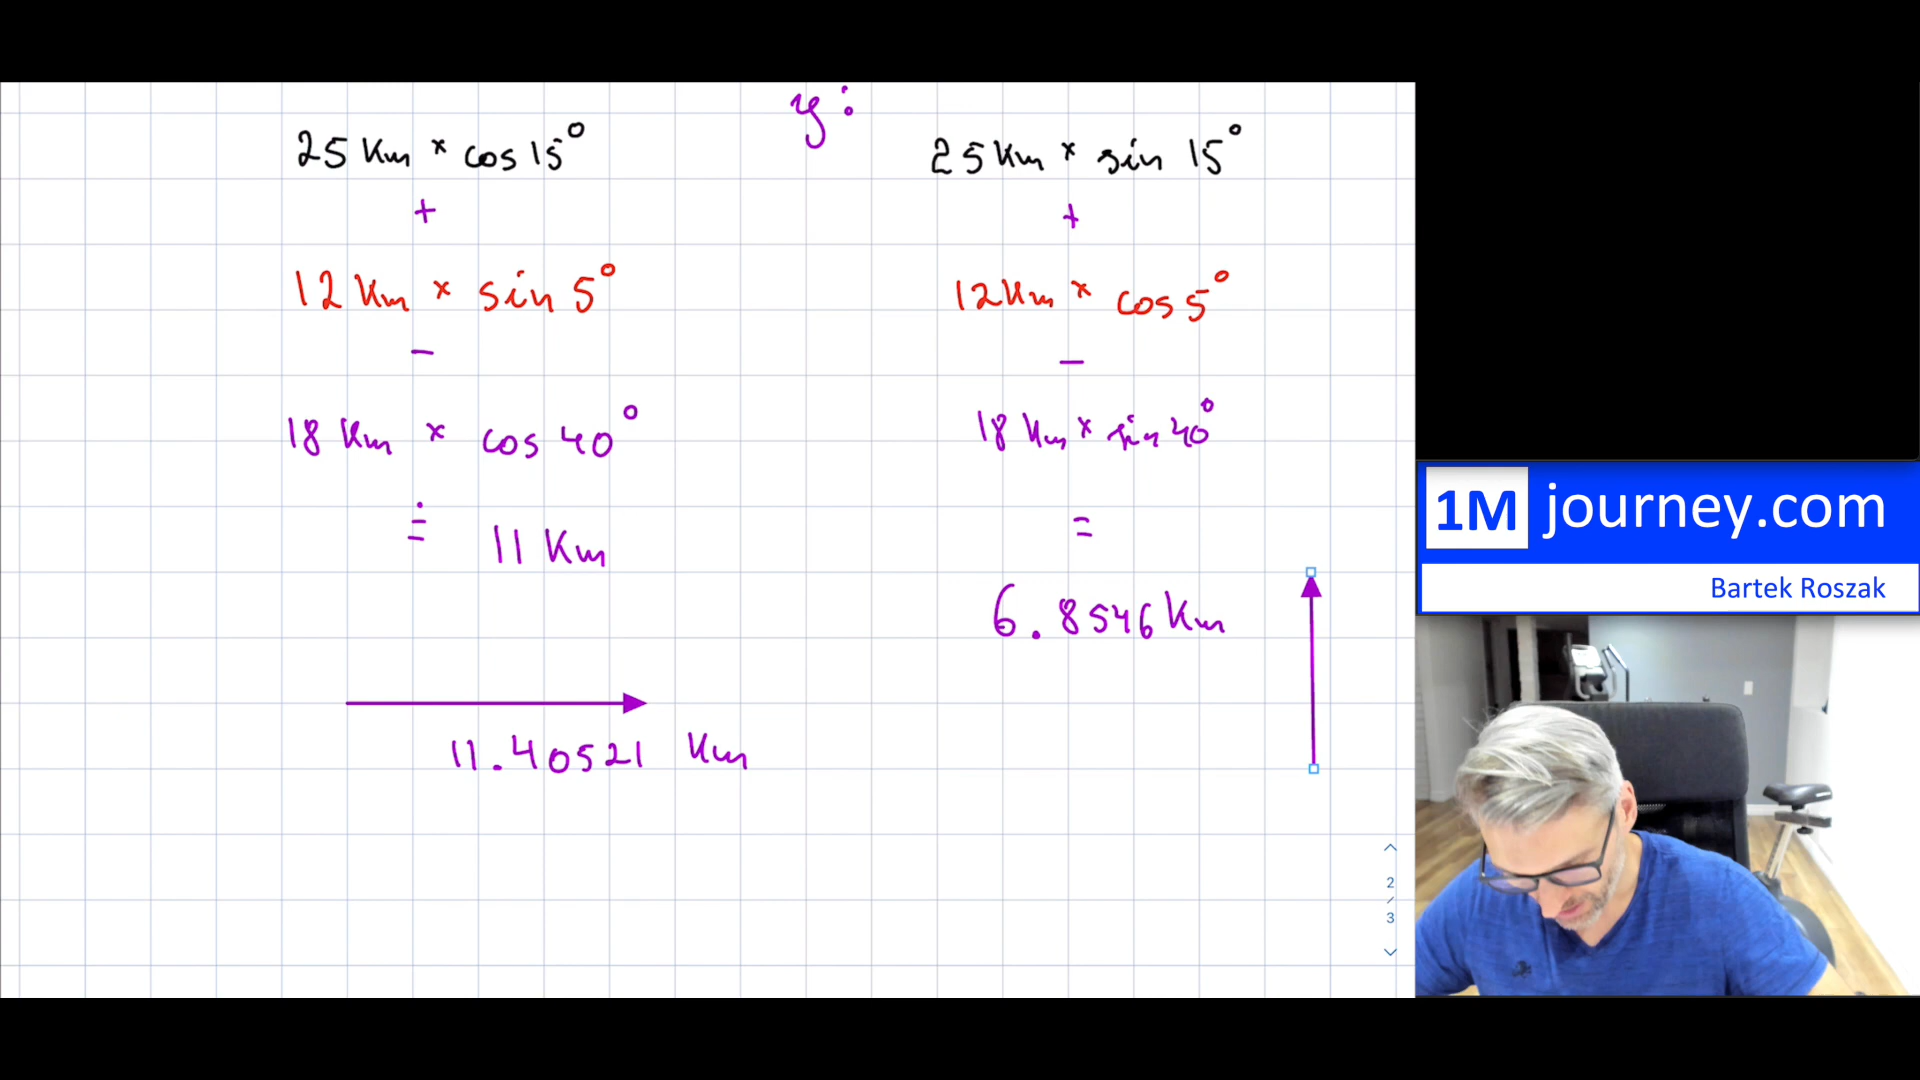 y:
25 Km × cos 15°
+
12 Km × sin 5°
−
18 Km × cos 40°
≐ 11 Km
11.40521 Km
25 Km × sin 15°
+
12 Km × cos 5°
−
18 Km × sin 40°
=
6.8546 Km
2
/
3
1M journey.com
Bartek Roszak